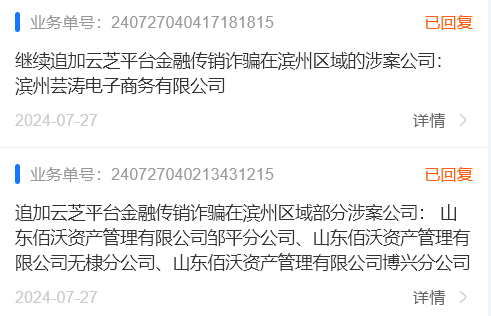 业务单号：240727040417181815 已回复
继续追加云芝平台金融传销诈骗在滨州区域的涉案公司：
滨州芸涛电子商务有限公司
2024-07-27 详情
业务单号：240727040213431215 已回复
追加云芝平台金融传销诈骗在滨州区域部分涉案公司： 山
东佰沃资产管理有限公司邹平分公司、山东佰沃资产管理有
限公司无棣分公司、山东佰沃资产管理有限公司博兴分公司
2024-07-27 详情